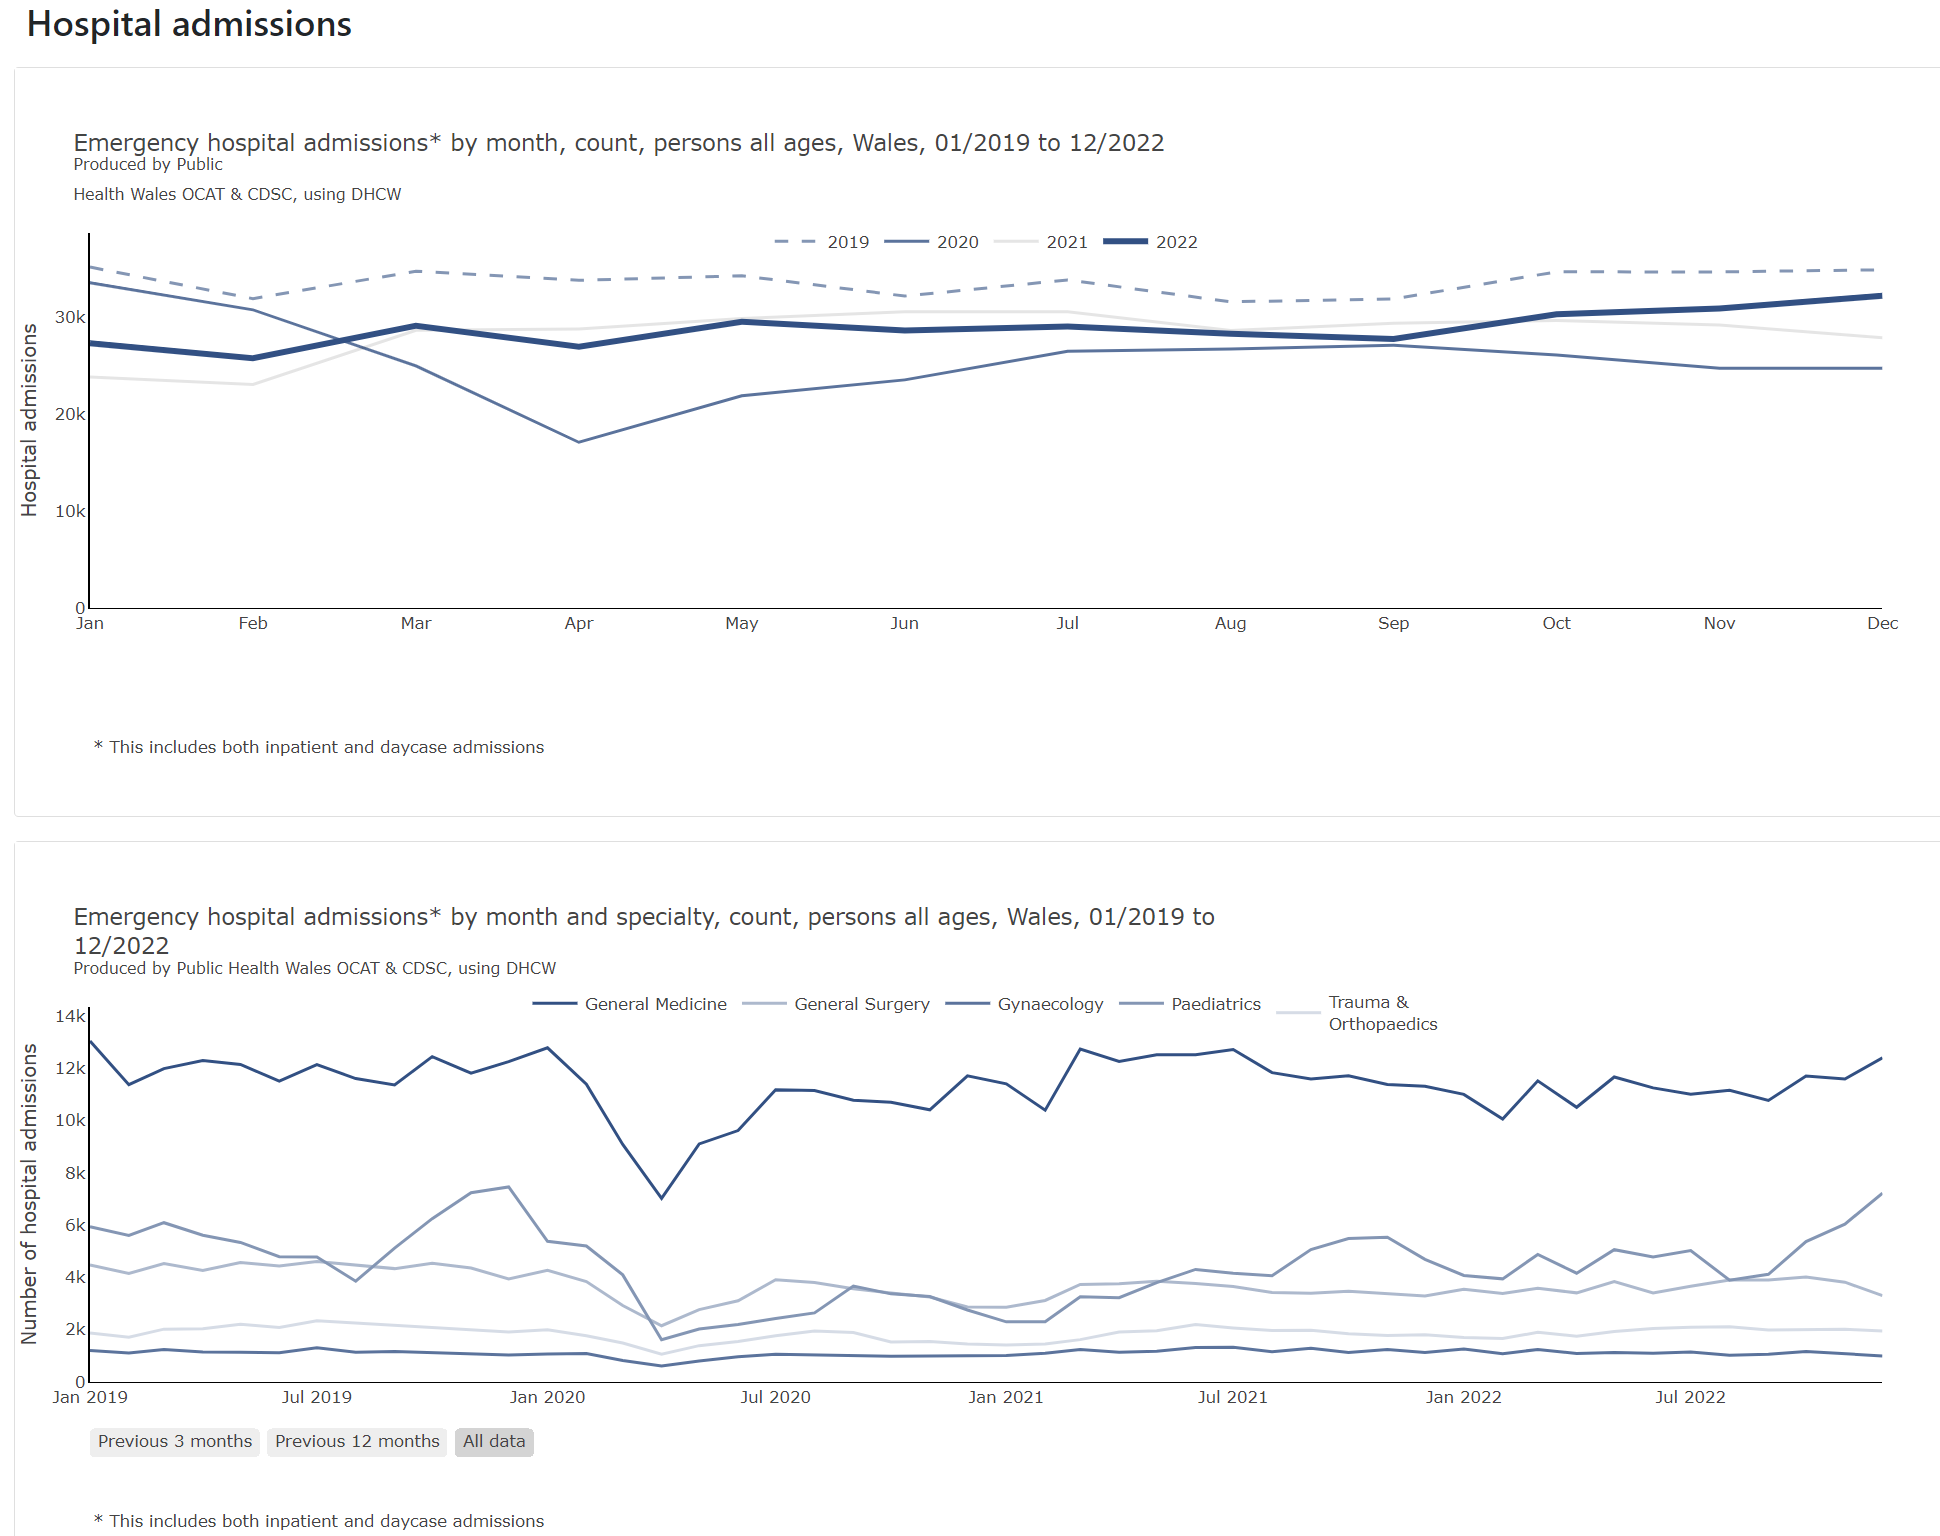 Hospital admissions
Emergency hospital admissions* by month, count, persons all ages, Wales, 01/2019 to 12/2022
Produced by Public
Health Wales OCAT & CDSC, using DHCW
2019 2020 2021 2022
Hospital admissions
30k
20k
10k
0
Jan Feb Mar Apr May Jun Jul Aug Sep Oct Nov Dec
* This includes both inpatient and daycase admissions
Emergency hospital admissions* by month and specialty, count, persons all ages, Wales, 01/2019 to
12/2022
Produced by Public Health Wales OCAT & CDSC, using DHCW
General Medicine General Surgery Gynaecology Paediatrics Trauma &
Orthopaedics
Number of hospital admissions
14k
12k
10k
8k
6k
4k
2k
0
Jan 2019 Jul 2019 Jan 2020 Jul 2020 Jan 2021 Jul 2021 Jan 2022 Jul 2022
Previous 3 months Previous 12 months All data
* This includes both inpatient and daycase admissions